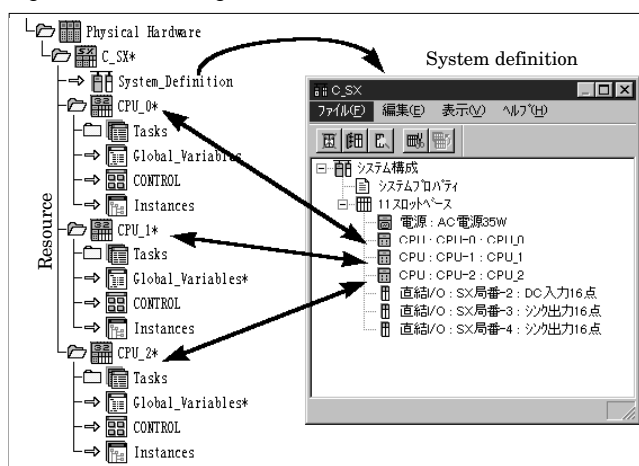 Physical Hardware
C_SX*
System_Definition
CPU_0*
Tasks
Global_Variables
CONTROL
Instances
CPU_1*
Tasks
Global_Variables*
CONTROL
Instances
CPU_2*
Tasks
Global_Variables*
CONTROL
Instances
Resource
System definition
C_SX
ファイル(F) 編集(E) 表示(V) ヘルプ(H)
システム構成
システムプロパティ
11スロットベース
電源 : AC電源35W
CPU : CPU-0 : CPU_0
CPU : CPU-1 : CPU_1
CPU : CPU-2 : CPU_2
直結I/O : SX局番-2 : DC入力16点
直結I/O : SX局番-3 : シンク出力16点
直結I/O : SX局番-4 : シンク出力16点